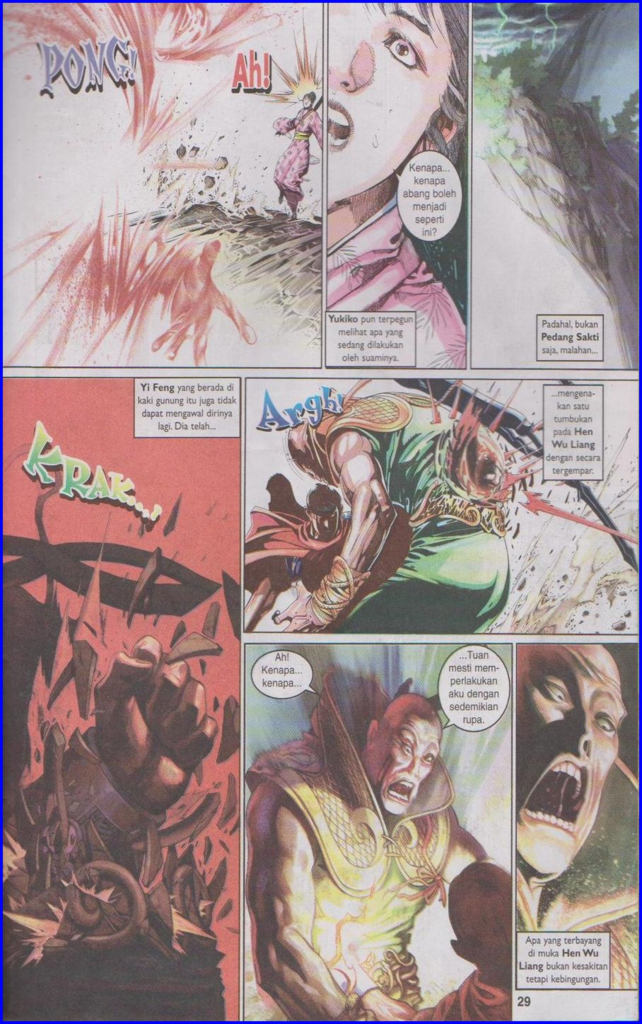 PONG..!
Ah!
Kenapa...
kenapa
abang boleh
menjadi
seperti
ini?
Yukiko pun terpegun
melihat apa yang
sedang dilakukan
oleh suaminya.
Padahal, bukan
Pedang Sakti
saja, malahan...
Yi Feng yang berada di
kaki gunung itu juga tidak
dapat mengawal dirinya
lagi. Dia telah...
KRAK...!
Argh!
...mengena-
kan satu
tumbukan
pada Hen
Wu Liang
dengan secara
tergempar.
Ah!
Kenapa...
kenapa...
...Tuan
mesti mem-
perlakukan
aku dengan
sedemikian
rupa.
Apa yang terbayang
di muka Hen Wu
Liang bukan kesakitan
tetapi kebingungan.
29